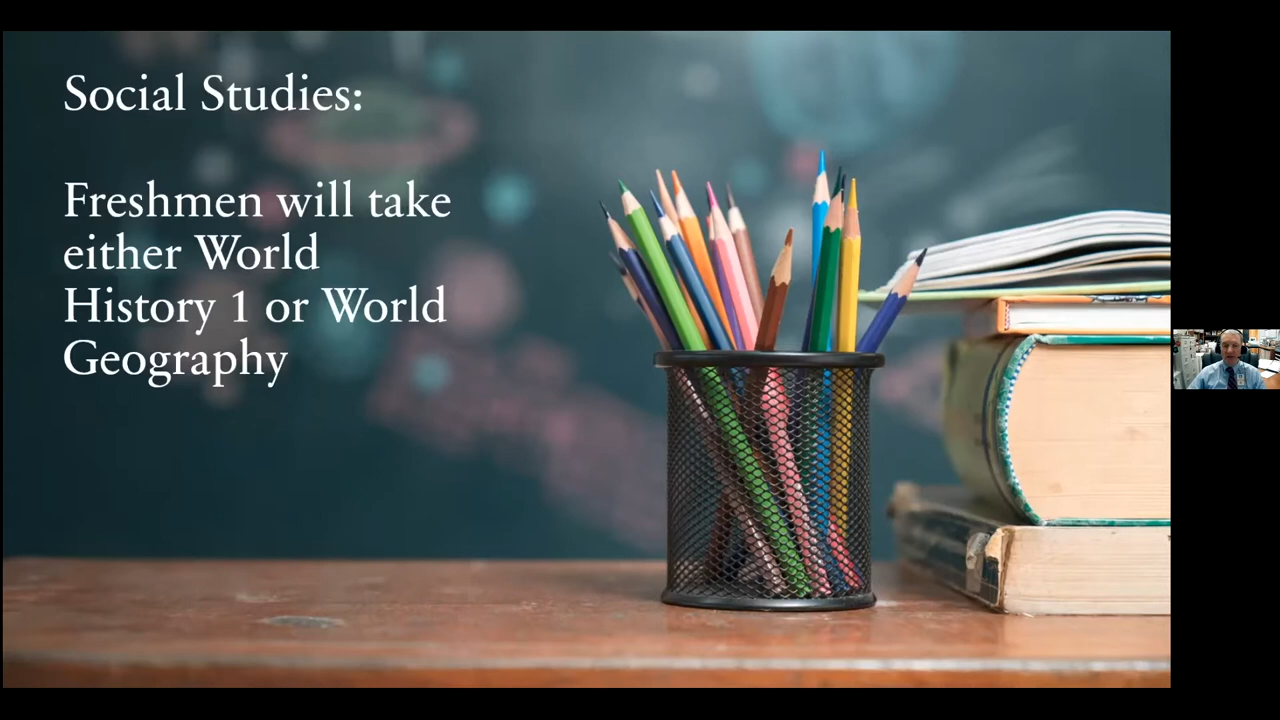 Social Studies:
Freshmen will take
either World
History 1 or World
Geography